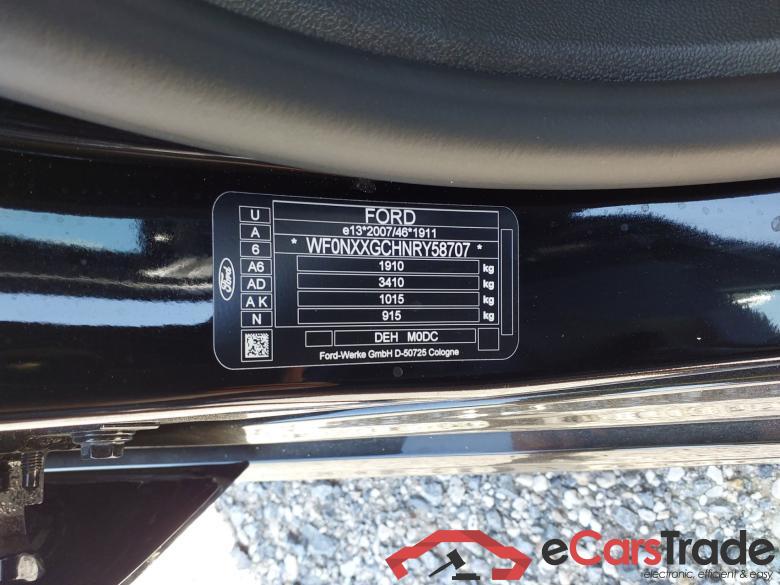 U
A
6
A6
AD
A K
N
Ford
FORD
e13*2007/46*1911
* WF0NXXGCHNRY58707 *
1910 kg
3410 kg
1015 kg
915 kg
DEH M0DC
Ford-Werke GmbH D-50725 Cologne
eCarsTrade
electronic, efficient & easy